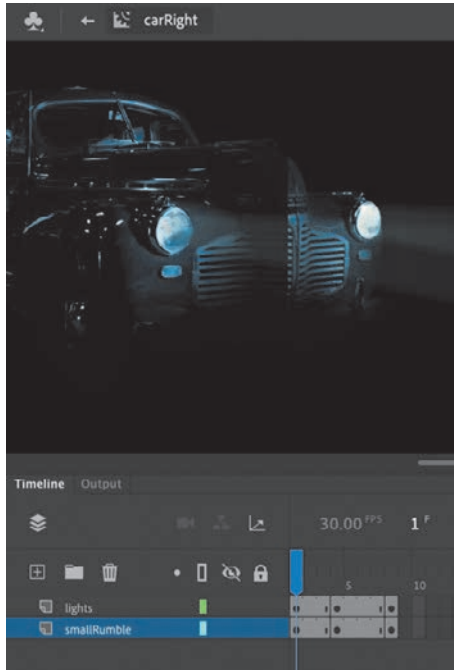 carRight
Timeline Output
30.00 FPS 1 F
5 10
lights
smallRumble